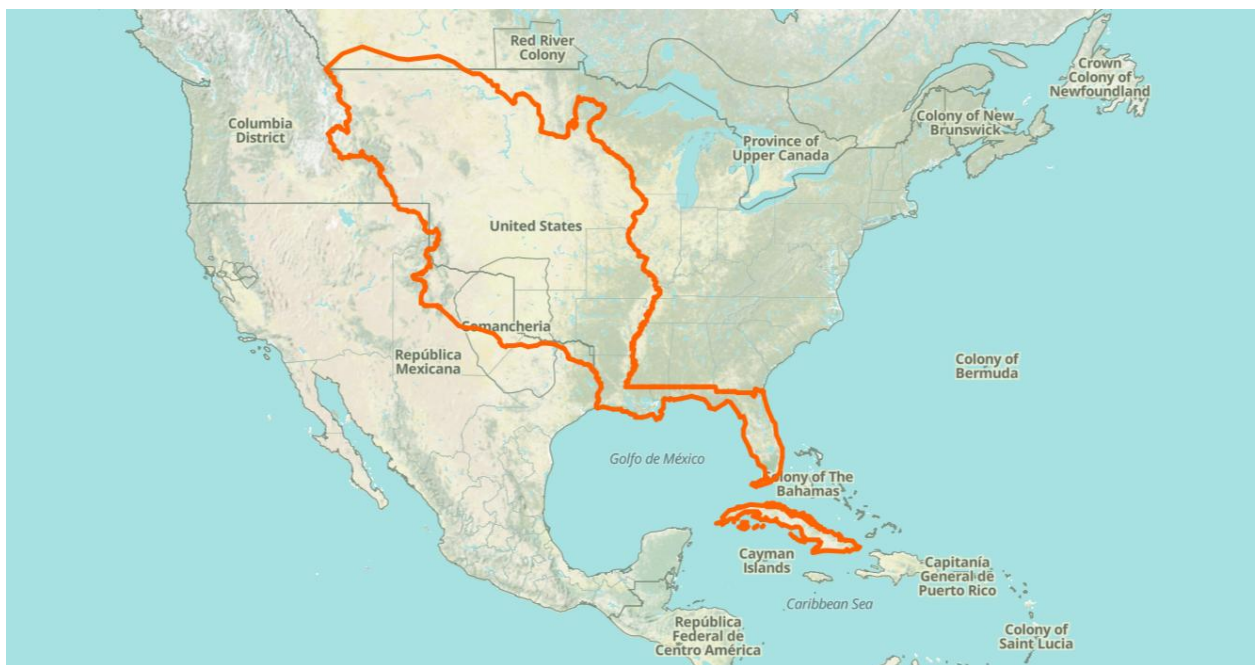 Red River
Colony
Crown
Colony of
Newfoundland
Columbia
District
Colony of New
Brunswick
Province of
Upper Canada
United States
Comancheria
República
Mexicana
Colony of
Bermuda
Golfo de México
Colony of The
Bahamas
Cayman
Islands
Capitanía
General de
Puerto Rico
Caribbean Sea
República
Federal de
Centro América
Colony of
Saint Lucia